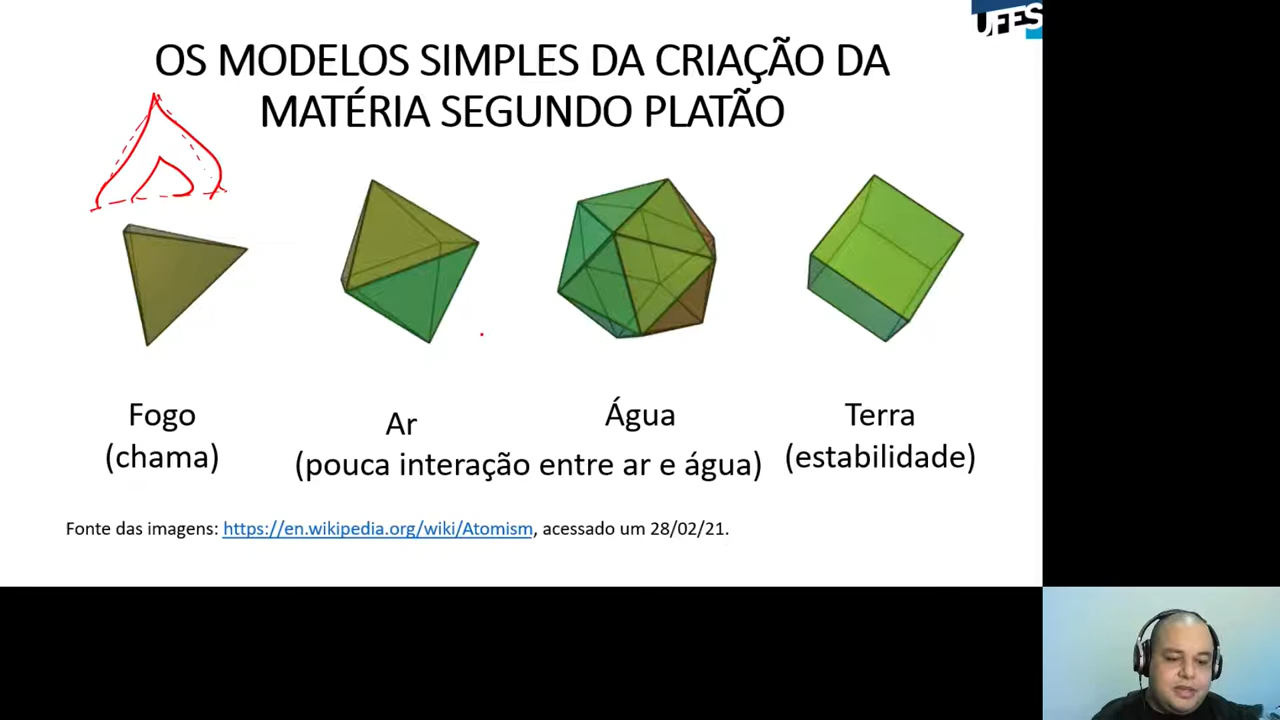 UFES
OS MODELOS SIMPLES DA CRIAÇÃO DA
MATÉRIA SEGUNDO PLATÃO
Fogo
(chama)
Ar
Água
(pouca interação entre ar e água)
Terra
(estabilidade)
Fonte das imagens: https://en.wikipedia.org/wiki/Atomism, acessado um 28/02/21.